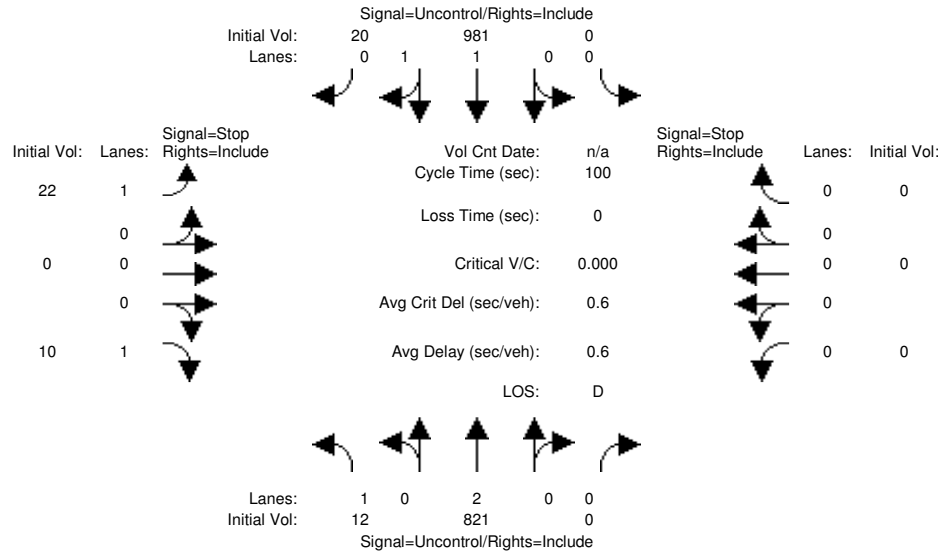 Signal=Uncontrol/Rights=Include
Initial Vol: 20 981 0
Lanes: 0 1 1 0 0
Signal=Stop
Initial Vol: Lanes: Rights=Include
Vol Cnt Date: n/a
Signal=Stop
Rights=Include Lanes: Initial Vol:
Cycle Time (sec): 100
22 1
0 0
Loss Time (sec): 0
0
0
0 0
Critical V/C: 0.000
0 0
0
Avg Crit Del (sec/veh): 0.6
0
10 1
Avg Delay (sec/veh): 0.6
0 0
LOS: D
Lanes: 1 0 2 0 0
Initial Vol: 12 821 0
Signal=Uncontrol/Rights=Include